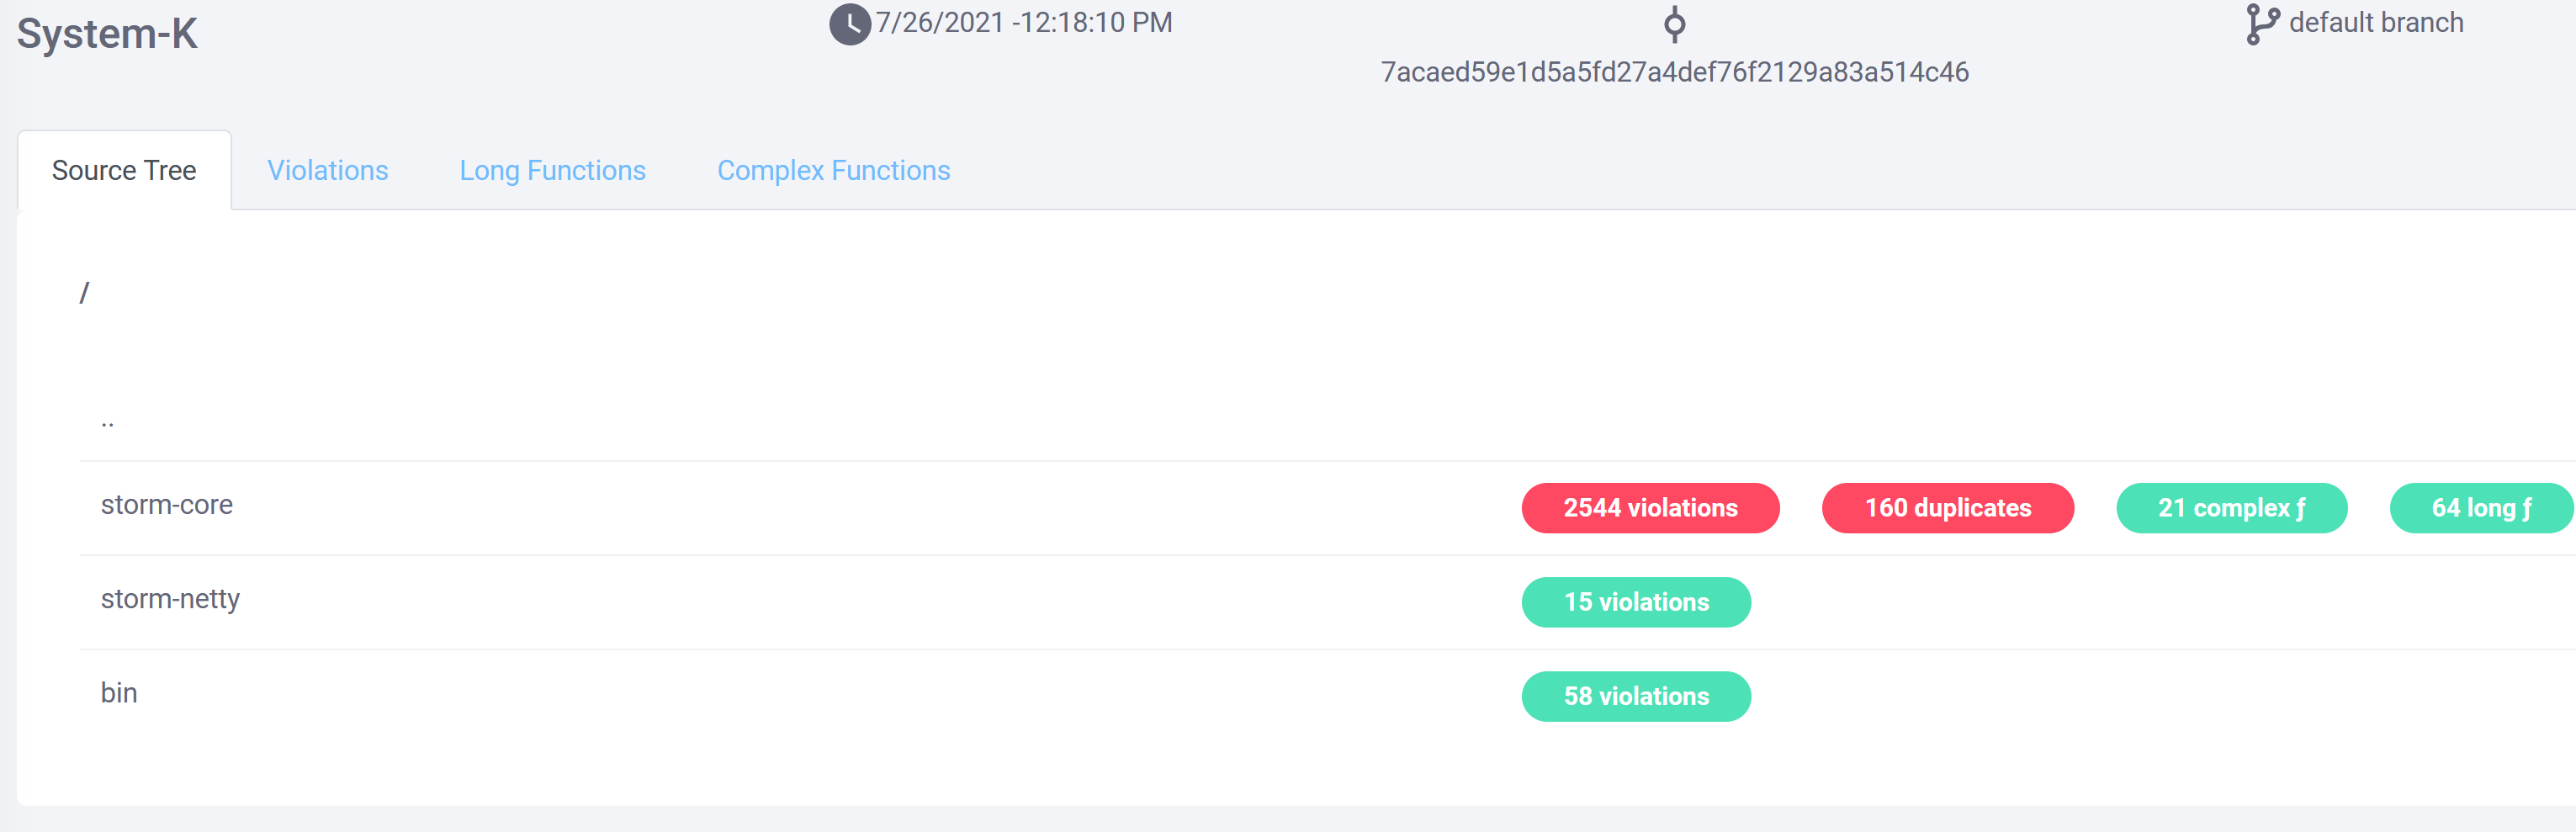 System-K
7/26/2021 -12:18:10 PM
7acaed59e1d5a5fd27a4def76f2129a83a514c46
default branch
Source Tree
Violations
Long Functions
Complex Functions
/
..
storm-core
2544 violations
160 duplicates
21 complex ƒ
64 long ƒ
storm-netty
15 violations
bin
58 violations